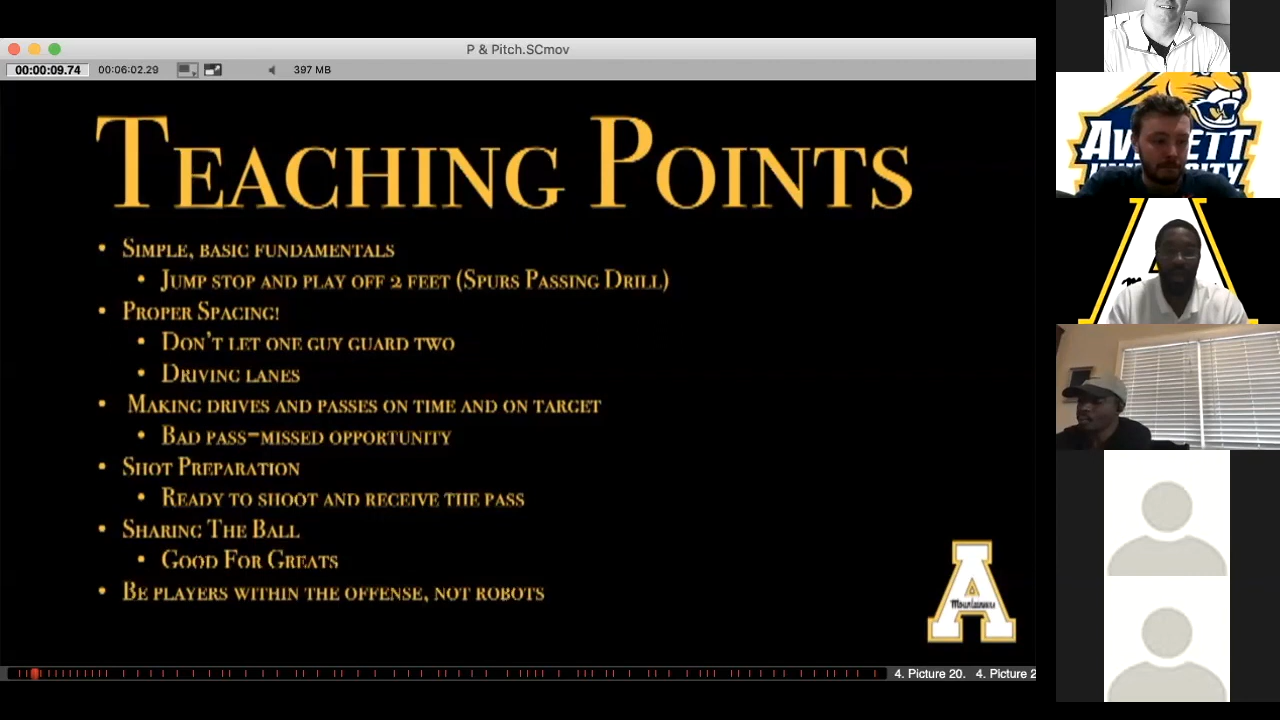 P & Pitch.SCmov
00:00:09.74 00:06:02.29 397 MB
TEACHING POINTS
• SIMPLE, BASIC FUNDAMENTALS
• JUMP STOP AND PLAY OFF 2 FEET (SPURS PASSING DRILL)
• PROPER SPACING!
• DON'T LET ONE GUY GUARD TWO
• DRIVING LANES
• MAKING DRIVES AND PASSES ON TIME AND ON TARGET
• BAD PASS-MISSED OPPORTUNITY
• SHOT PREPARATION
• READY TO SHOOT AND RECEIVE THE PASS
• SHARING THE BALL
• GOOD FOR GREATS
• BE PLAYERS WITHIN THE OFFENSE, NOT ROBOTS
A
Mountaineers
4. Picture 20. 4. Picture 2